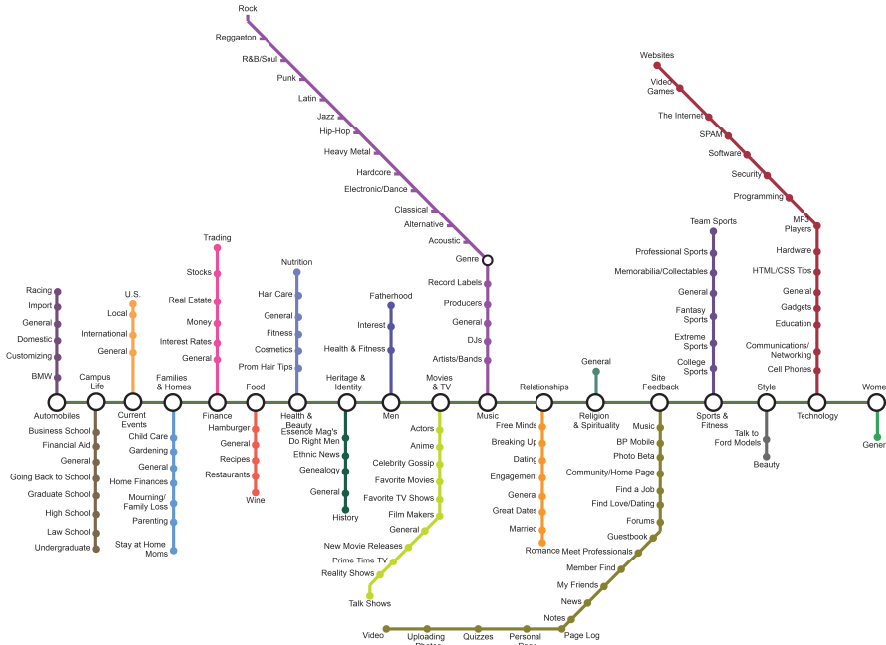 Rock
Reggaeton
R&B/Soul
Punk
Latin
Jazz
Hip-Hop
Heavy Metal
Hardcore
Electronic/Dance
Classical
Alternative
Acoustic
Genre
Record Labels
Producers
General
DJs
Artists/Bands
Music
Websites
Video
Games
The Internet
SPAM
Software
Security
Programming
MP3
Players
Hardware
HTML/CSS Tips
General
Gadgets
Education
Communications/
Networking
Cell Phones
Technology
Team Sports
Professional Sports
Memorabilia/Collectables
General
Fantasy
Sports
Extreme
Sports
College
Sports
Sports &
Fitness
Racing
Import
General
Domestic
Customizing
BMW
Automobiles
Campus
Life
Business School
Financial Aid
General
Going Back to School
Graduate School
High School
Law School
Undergraduate
U.S.
Local
International
General
Current
Events
Families
& Homes
Child Care
Gardening
General
Home Finances
Mourning/
Family Loss
Parenting
Stay at Home
Moms
Trading
Stocks
Real Estate
Money
Interest Rates
General
Finance
Food
Hamburger
General
Recipes
Restaurants
Wine
Nutrition
Hair Care
General
Fitness
Cosmetics
Prom Hair Tips
Health &
Beauty
Heritage &
Identity
Essence Mag's
Do Right Men
Ethnic News
Genealogy
General
History
Fatherhood
Interest
Health & Fitness
Men
Movies
& TV
Actors
Anime
Celebrity Gossip
Favorite Movies
Favorite TV Shows
Film Makers
General
New Movie Releases
Prime Time TV
Reality Shows
Talk Shows
Relationships
Free Minds
Breaking Up
Dating
Engagement
General
Great Dates
Married
Romance
General
Religion
& Spirituality
Site
Feedback
Music
BP Mobile
Photo Beta
Community/Home Page
Find a Job
Find Love/Dating
Forums
Guestbook
Meet Professionals
Member Find
My Friends
News
Notes
Page Log
Personal
Page
Quizzes
Uploading
Photos
Video
Style
Talk to
Ford Models
Beauty
Wome
Gener